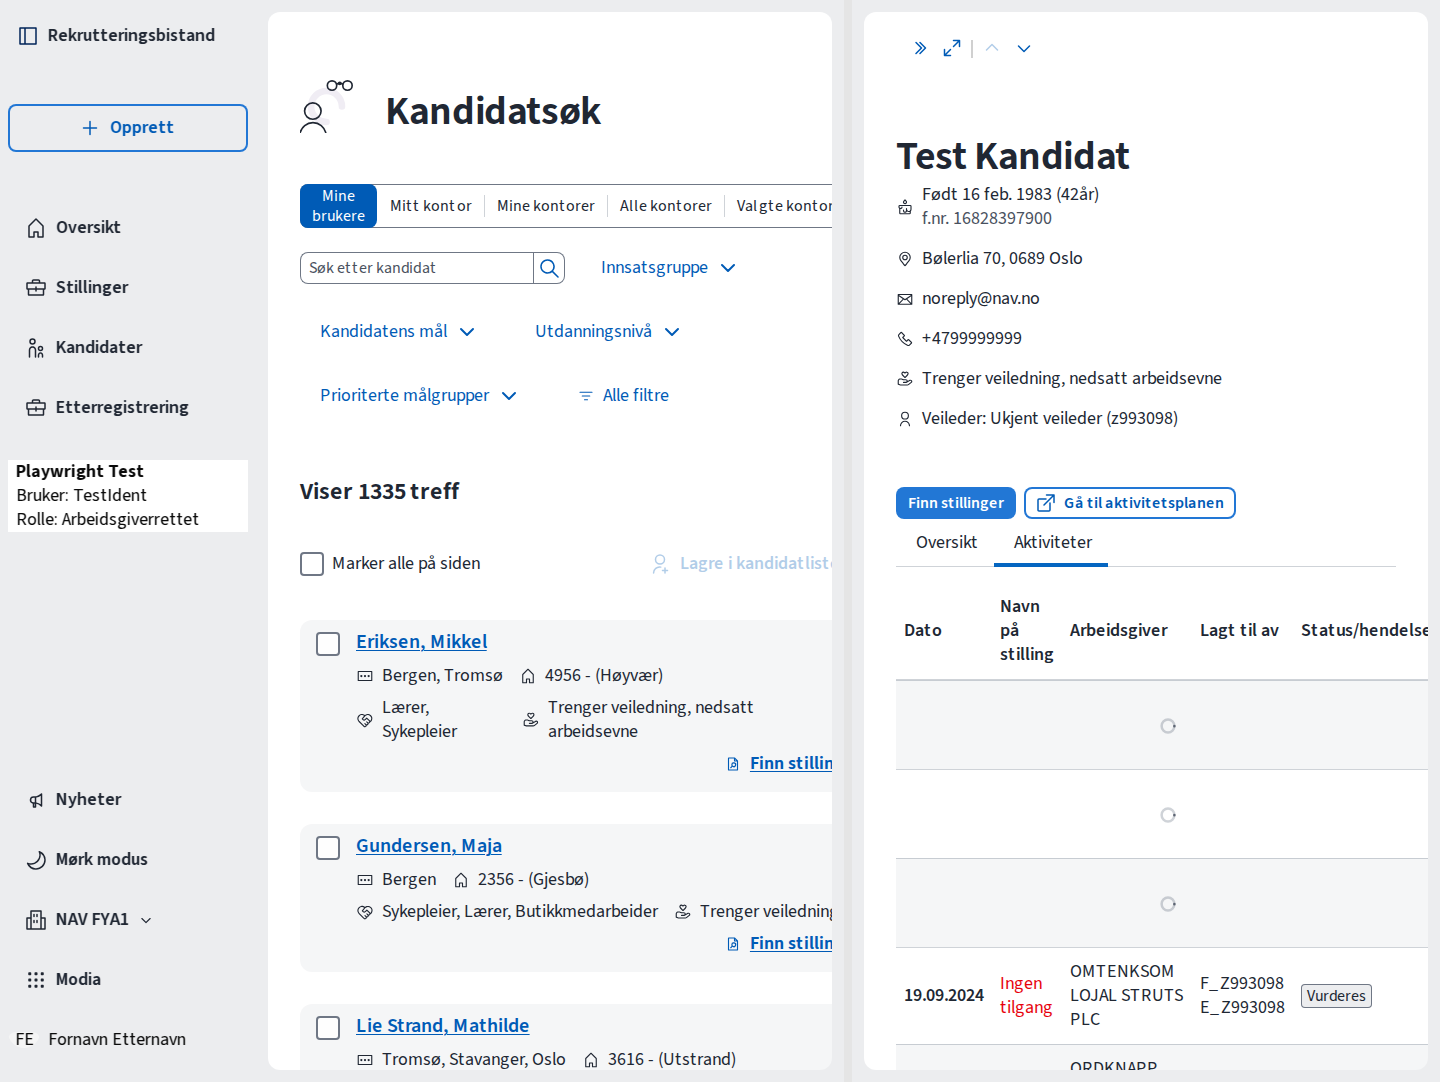 Rekrutteringsbistand
Opprett
Oversikt
Stillinger
Kandidater
Etterregistrering
Playwright Test
Bruker: TestIdent
Rolle: Arbeidsgiverrettet
Nyheter
Mørk modus
NAV FYA1
Modia
FE Fornavn Etternavn
Kandidatsøk
Mine brukere
Mitt kontor
Mine kontorer
Alle kontorer
Valgte kontor
Søk etter kandidat
Innsatsgruppe
Kandidatens mål
Utdanningsnivå
Prioriterte målgrupper
Alle filtre
Viser 1335 treff
Marker alle på siden
Lagre i kandidatliste
Eriksen, Mikkel
Bergen, Tromsø
4956 - (Høyvær)
Lærer,
Sykepleier
Trenger veiledning, nedsatt
arbeidsevne
Finn stillin
Gundersen, Maja
Bergen
2356 - (Gjesbø)
Sykepleier, Lærer, Butikkmedarbeider
Trenger veiledning
Finn stillin
Lie Strand, Mathilde
Tromsø, Stavanger, Oslo
3616 - (Utstrand)
Test Kandidat
Født 16 feb. 1983 (42år)
f.nr. 16828397900
Bølerlia 70, 0689 Oslo
noreply@nav.no
+4799999999
Trenger veiledning, nedsatt arbeidsevne
Veileder: Ukjent veileder (z993098)
Finn stillinger
Gå til aktivitetsplanen
Oversikt
Aktiviteter
Dato
Navn
på
stilling
Arbeidsgiver
Lagt til av
Status/hendelse
19.09.2024
Ingen
tilgang
OMTENKSOM
LOJAL STRUTS
PLC
F_Z993098
E_Z993098
Vurderes
ORDKNAPP